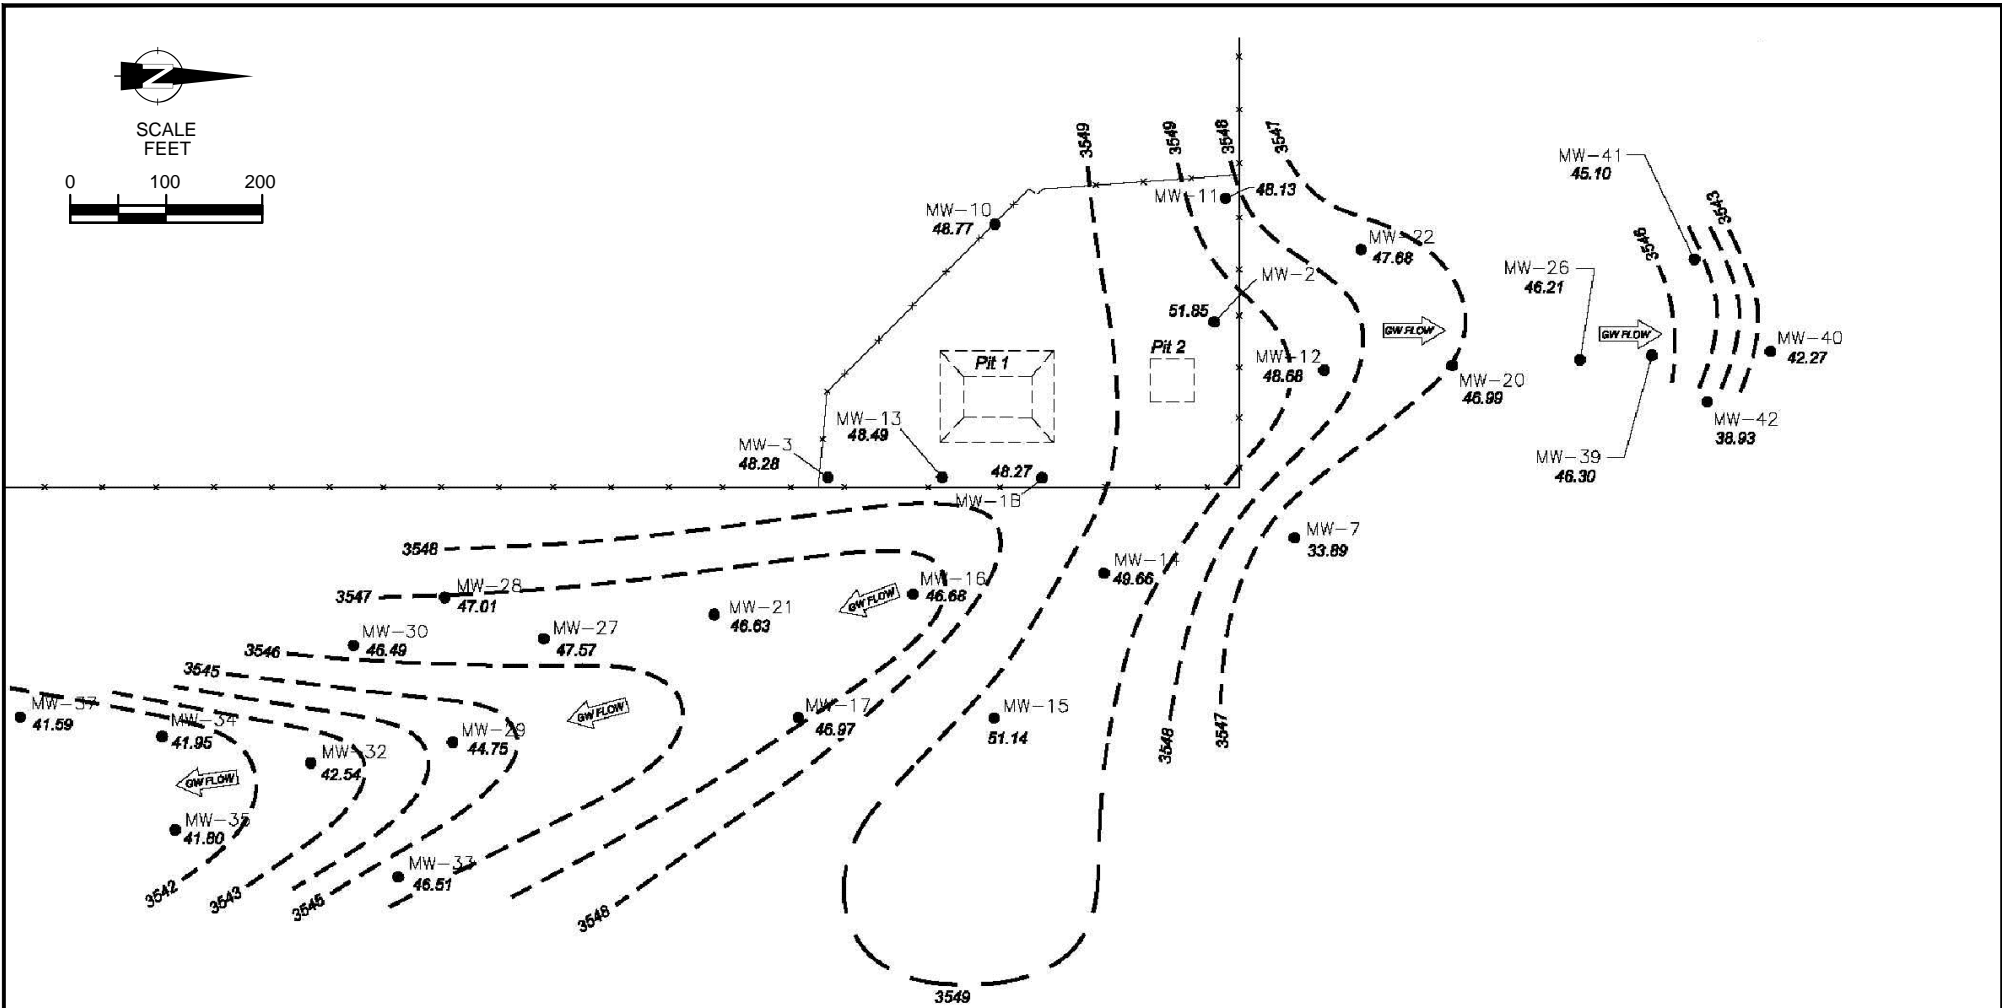 Z
SCALE
FEET
0 100 200
3549
3549
3548
3547
MW-41
45.10
3543
3546
MW-10
48.77
MW-11
48.13
MW-22
47.68
MW-2
51.85
MW-26
46.21
GW FLOW
GW FLOW
MW-40
42.27
Pit 1
Pit 2
MW-12
48.68
MW-20
46.99
MW-42
38.93
MW-39
46.30
MW-13
48.49
MW-3
48.28
48.27
MW-1B
MW-7
33.89
3548
MW-14
49.66
MW-16
46.68
GW FLOW
3547
MW-28
47.01
MW-21
46.63
MW-30
46.49
MW-27
47.57
3546
3545
MW-37
41.59
MW-34
41.95
MW-29
44.75
GW FLOW
MW-17
46.97
MW-15
51.14
3548
3547
MW-32
42.54
GW FLOW
MW-35
41.80
MW-33
46.51
3542
3543
3545
3548
3549